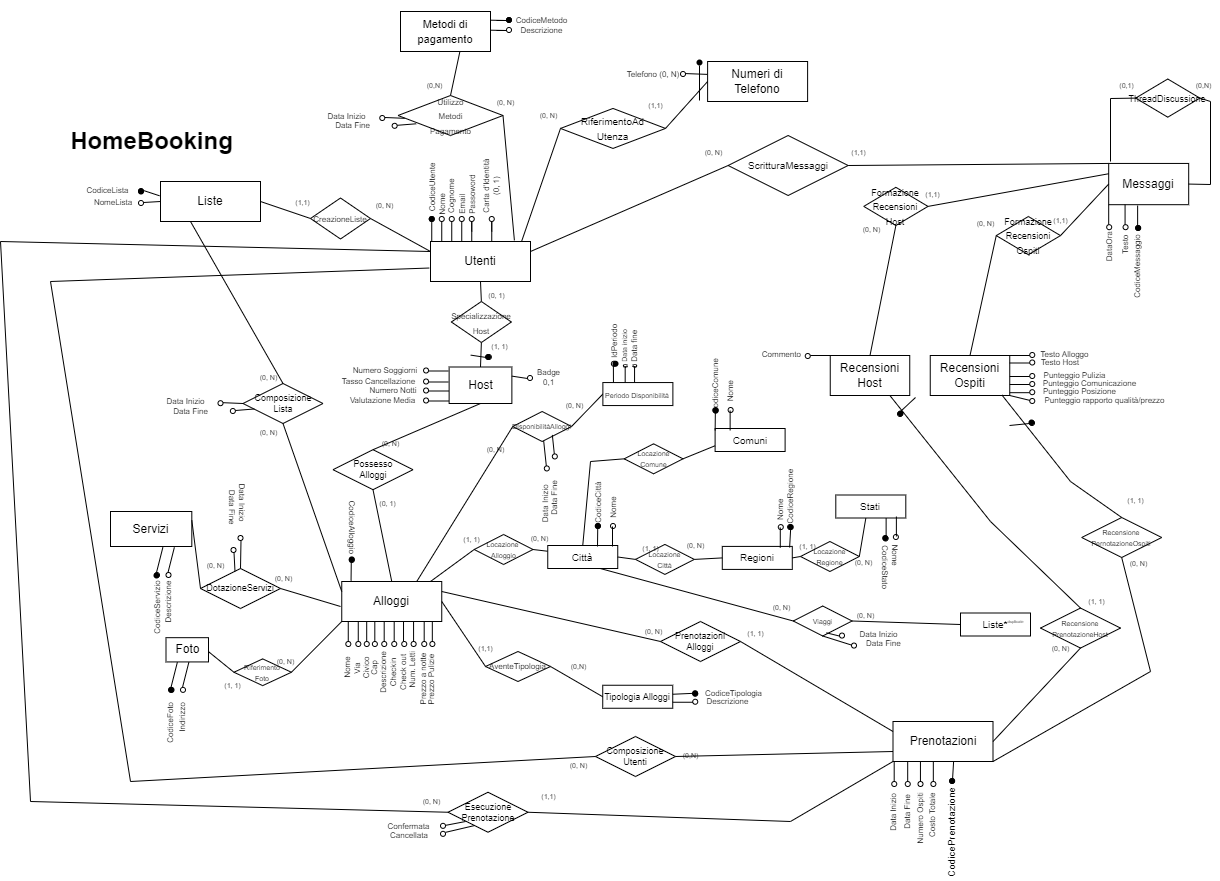 Metodi di
pagamento
CodiceMetodo
Descrizione
(0,N)
Utilizzo
Metodi
Pagamento
(0, N)
Data Inizio
Data Fine
Telefono (0, N)
Numeri di
Telefono
(0, N)
RiferimentoAd
Utenza
(1,1)
(0,1)
ThreadDiscussione
(0,N)
HomeBooking
CodiceLista
NomeLista
Liste
(1,1)
CreazioneListe
(0, N)
CodiceUtente
Nome
Cognome
Email
Passoword
Carta d'Identità
(0, 1)
Utenti
(0, N)
ScritturaMessaggi
(1,1)
Messaggi
DataOra
Testo
CodiceMessaggio
Formazione
Recensioni
Host
(1,1)
(0, N)
Formazione
Recensioni
Ospiti
(1,1)
(0, N)
(0, 1)
Specializzazione
Host
(1, 1)
Numero Soggiorni
Tasso Cancellazione
Numero Notti
Valutazione Media
Host
Badge
0,1
IdPeriodo
Data inizio
Data fine
Periodo Disponibilità
(0, N)
DisponibilitàAlloggi
(0, N)
Data Inizio
Data Fine
Commento
Recensioni
Host
Recensioni
Ospiti
Testo Alloggo
Testo Host
Punteggio Pulizia
Punteggio Comunicazione
Punteggio Posizione
Punteggio rapporto qualità/prezzo
(0, N)
Composizione
Lista
(0, N)
Data Inizio
Data Fine
(0, N)
Possesso
Alloggi
(0, 1)
CodiceComune
Nome
Comuni
Locazione
Comune
CodiceCittà
Nome
Città
Nome
CodiceRegione
Regioni
Stati
CodiceStato
Nome
Servizi
CodiceServizio
Descrizione
Data Fine
Data Inizo
(0, N)
DotazioneServizi
(0, N)
CodiceAlloggio
Alloggi
(1, 1)
Locazione
Alloggio
(0, N)
(1, 1)
Locazione
Città
(0, N)
(1, 1)
Locazione
Regione
(0, N)
(1, 1)
Recensione
PernotazioneOspiti
(0, N)
(0, N)
Viaggi
(0, N)
Data Inizio
Data Fine
Liste*
(1, 1)
Recensione
PrenotazioneHost
(0, N)
Foto
CodiceFoto
Indirizzo
(1, 1)
Riferimento
Foto
(0, N)
Nome
Via
Civico
Cap
Descrizione
Checkin
Check out
Num. Letti
Prezzo a notte
Prezzo Pulizie
(1,1)
AventeTipologia
(0,N)
Tipologia Alloggi
CodiceTipologia
Descrizione
(0, N)
Prenotazioni
Alloggi
(1, 1)
Prenotazioni
Data Inizio
Data Fine
Numero Ospiti
Costo Totale
CodicePrenotazione
(0, N)
Composizione
Utenti
(0,N)
(0, N)
Esecuzione
Prenotazione
(1,1)
Confermata
Cancellata